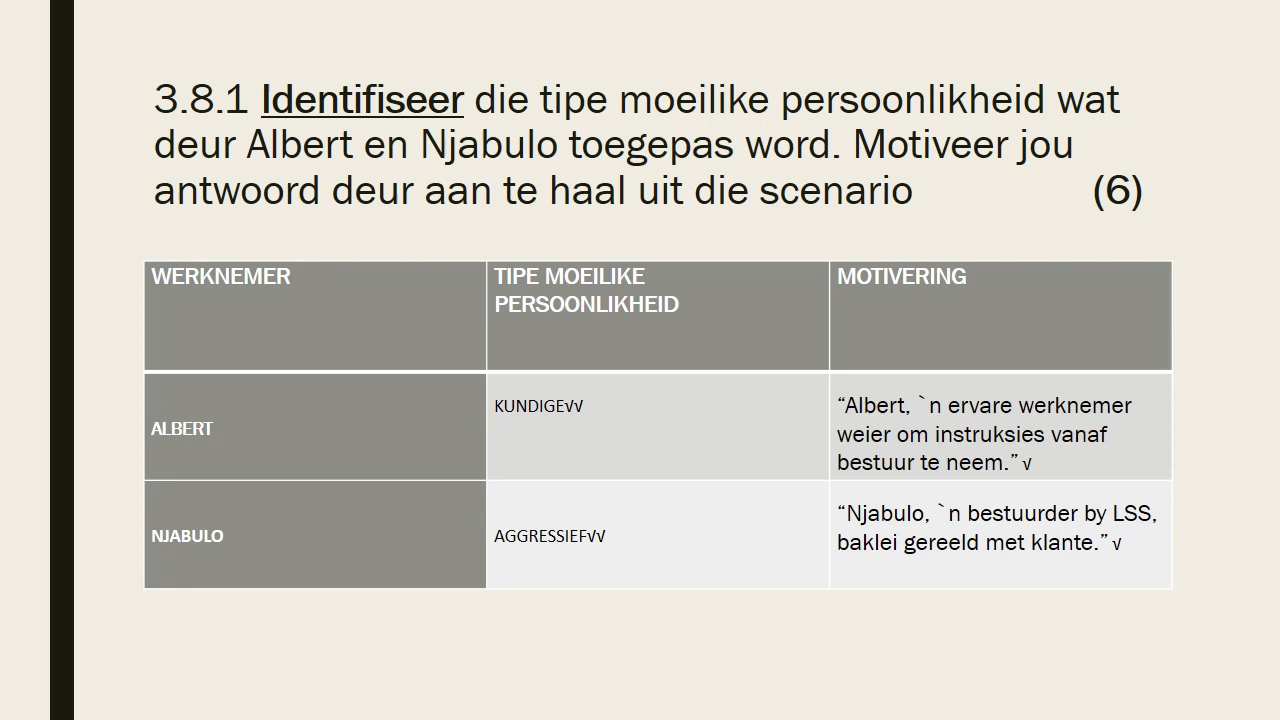 3.8.1 Identifiseer die tipe moeilike persoonlikheid wat
deur Albert en Njabulo toegepas word. Motiveer jou
antwoord deur aan te haal uit die scenario (6)
WERKNEMER
TIPE MOEILIKE
PERSOONLIKHEID
MOTIVERING
ALBERT
KUNDIGE√√
“Albert, `n ervare werknemer
weier om instruksies vanaf
bestuur te neem.” √
NJABULO
AGGRESSIEF√√
“Njabulo, `n bestuurder by LSS,
baklei gereeld met klante.” √